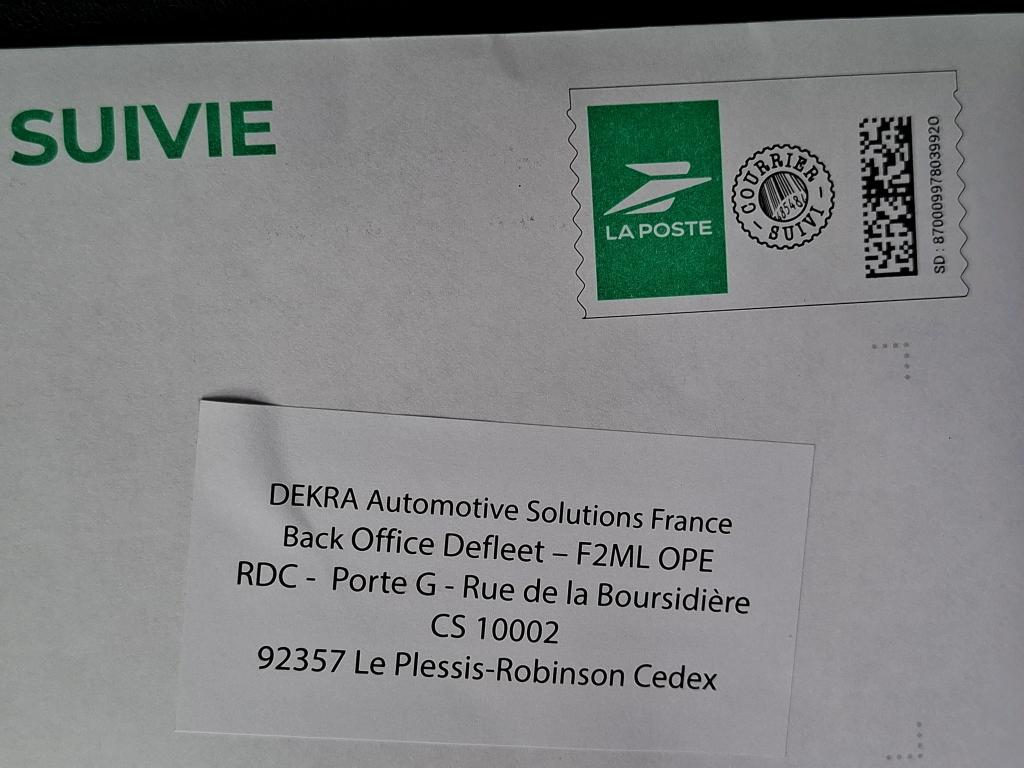 SUIVIE
LA POSTE
COURRIER
SUIVI
SD : 87000997803992O
DEKRA Automotive Solutions France
Back Office Defleet – F2ML OPE
RDC - Porte G - Rue de la Boursidière
CS 10002
92357 Le Plessis-Robinson Cedex